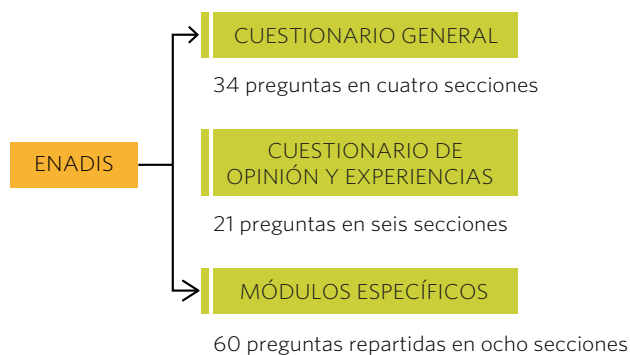 CUESTIONARIO GENERAL
34 preguntas en cuatro secciones
ENADIS
CUESTIONARIO DE
OPINIÓN Y EXPERIENCIAS
21 preguntas en seis secciones
MÓDULOS ESPECÍFICOS
60 preguntas repartidas en ocho secciones